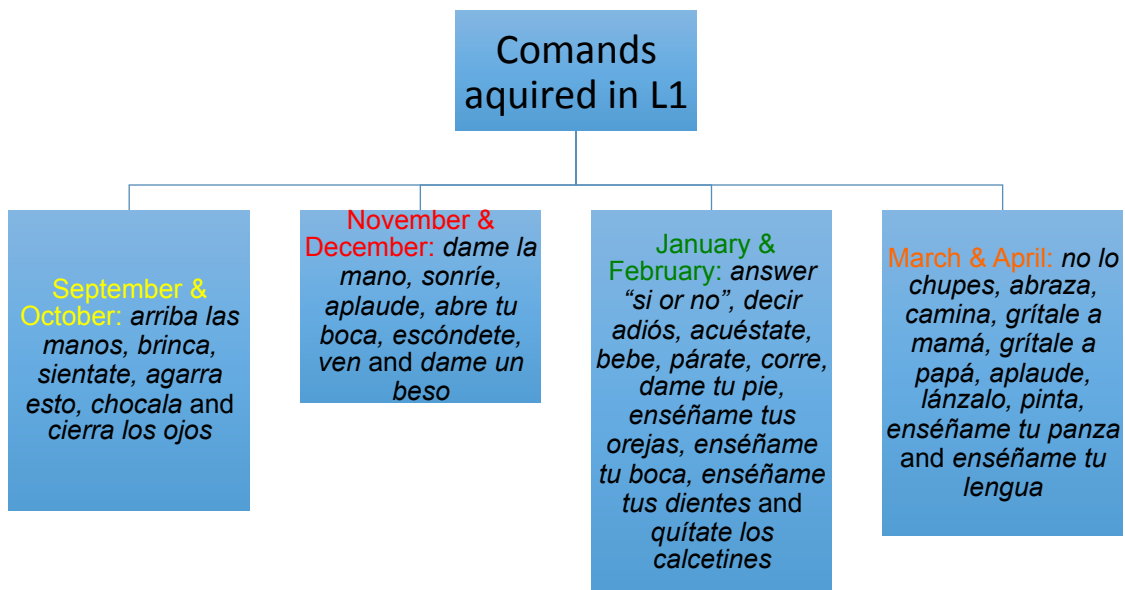 Comands
aquired in L1
September &
October: arriba las
manos, brinca,
sientate, agarra
esto, chocala and
cierra los ojos
November &
December: dame la
mano, sonríe,
aplaude, abre tu
boca, escóndete,
ven and dame un
beso
January &
February: answer
“si or no”, decir
adiós, acuéstate,
bebe, párate, corre,
dame tu pie,
enséñame tus
orejas, enséñame
tu boca, enséñame
tus dientes and
quítate los
calcetines
March & April: no lo
chupes, abraza,
camina, grítale a
mamá, grítale a
papá, aplaude,
lánzalo, pinta,
enséñame tu panza
and enséñame tu
lengua